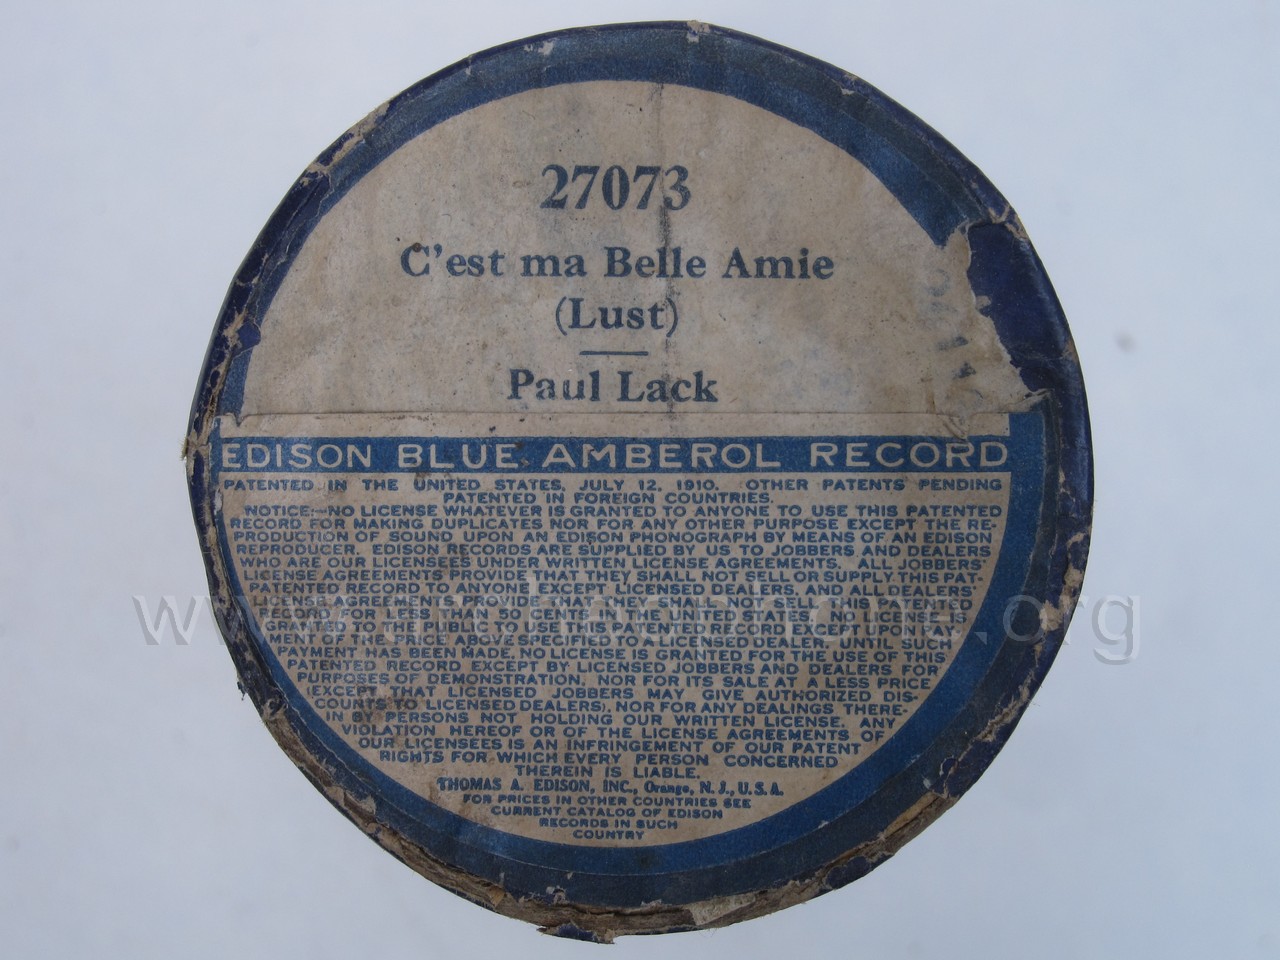 27073
C'est ma Belle Amie
(Lust)
Paul Lack
EDISON BLUE AMBEROL RECORD
PATENTED IN THE UNITED STATES, JULY 12, 1910. OTHER PATENTS PENDING
PATENTED IN FOREIGN COUNTRIES.
NOTICE:—NO LICENSE WHATEVER IS GRANTED TO ANYONE TO USE THIS PATENTED
RECORD FOR MAKING DUPLICATES NOR FOR ANY OTHER PURPOSE EXCEPT THE RE-
PRODUCTION OF SOUND UPON AN EDISON PHONOGRAPH BY MEANS OF AN EDISON
REPRODUCER. EDISON RECORDS ARE SUPPLIED BY US TO JOBBERS AND DEALERS
WHO ARE OUR LICENSEES UNDER WRITTEN LICENSE AGREEMENTS. ALL JOBBERS'
LICENSE AGREEMENTS PROVIDE THAT THEY SHALL NOT SELL OR SUPPLY THIS PAT-
PATENTED RECORD TO ANYONE EXCEPT LICENSED DEALERS, AND ALL DEALERS'
LICENSE AGREEMENTS PROVIDE THAT THEY SHALL NOT SELL THIS PATENTED
RECORD FOR LESS THAN 50 CENTS IN THE UNITED STATES. NO LICENSE IS
GRANTED TO THE PUBLIC TO USE THIS PATENTED RECORD EXCEPT UPON PAY-
MENT OF THE PRICE ABOVE SPECIFIED TO A LICENSED DEALER. UNTIL SUCH
PAYMENT HAS BEEN MADE. NO LICENSE IS GRANTED FOR THE USE OF THIS
PATENTED RECORD EXCEPT BY LICENSED JOBBERS AND DEALERS FOR
PURPOSES OF DEMONSTRATION, NOR FOR ITS SALE AT A LESS PRICE
(EXCEPT THAT LICENSED JOBBERS MAY GIVE AUTHORIZED DIS-
COUNTS TO LICENSED DEALERS), NOR FOR ANY DEALINGS THERE-
IN BY PERSONS NOT HOLDING OUR WRITTEN LICENSE. ANY
VIOLATION HEREOF OR OF THE LICENSE AGREEMENTS OF
OUR LICENSEES IS AN INFRINGEMENT OF OUR PATENT
RIGHTS FOR WHICH EVERY PERSON CONCERNED
THEREIN IS LIABLE.
THOMAS A. EDISON, INC., Orange, N. J., U. S. A.
FOR PRICES IN OTHER COUNTRIES SEE
CURRENT CATALOG OF EDISON
RECORDS IN SUCH
COUNTRY